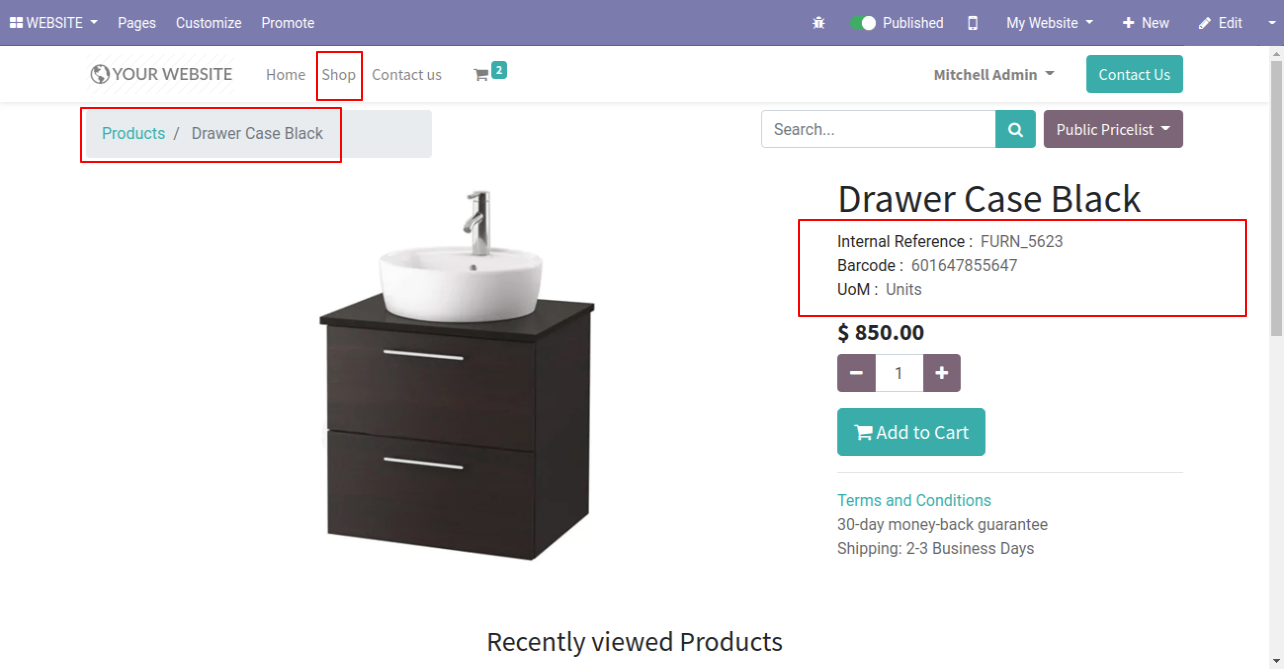 WEBSITE Pages Customize Promote Published My Website New Edit
YOUR WEBSITE Home Shop Contact us 2 Mitchell Admin Contact Us
Products / Drawer Case Black Search... Public Pricelist
Drawer Case Black
Internal Reference : FURN_5623
Barcode : 601647855647
UoM : Units
$ 850.00
1
Add to Cart
Terms and Conditions
30-day money-back guarantee
Shipping: 2-3 Business Days
Recently viewed Products